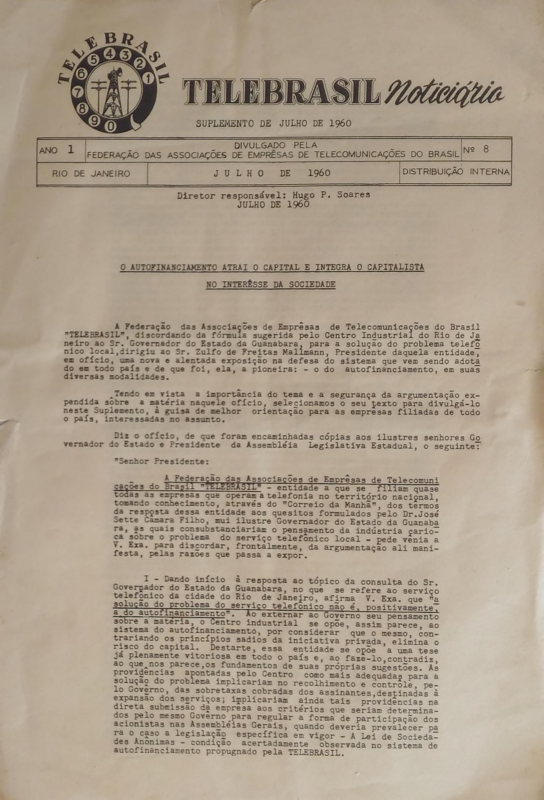 TELEBRASIL
6 5 4 3 2 1 7 8 9 0
TELEBRASIL Noticiário
SUPLEMENTO DE JULHO DE 1960
ANO 1
DIVULGADO PELA
FEDERAÇÃO DAS ASSOCIAÇÕES DE EMPRÊSAS DE TELECOMUNICAÇÕES DO BRASIL
Nº 8
RIO DE JANEIRO
JULHO DE 1960
DISTRIBUIÇÃO INTERNA
Diretor responsável: Hugo P. Soares
JULHO DE 1960
O AUTOFINANCIAMENTO ATRAI O CAPITAL E INTEGRA O CAPITALISTA
NO INTERÊSSE DA SOCIEDADE
A Federação das Associações de Emprêsas de Telecomunicações do Brasil
"TELEBRASIL", discordando da fórmula sugerida pelo Centro Industrial do Rio de Ja
neiro ao Sr. Governador do Estado da Guanabara, para a solução do problema telefô
nico local, dirigiu ao Sr. Zulfo de Freitas Mallmann, Presidente daquela entidade,
em ofício, uma nova e alentada exposição na defesa do sistema que vem sendo adota
do em todo país e de que foi, ela, a pioneira: - o do autofinanciamento, em suas
diversas modalidades.
Tendo em vista a importância do tema e a segurança da argumentação ex-
pendida sôbre a matéria naquele ofício, selecionamos o seu texto para divulgá-lo
neste Suplemento, à guisa de melhor orientação para as emprêsas filiadas de todo
o país, interessadas no assunto.
Diz o ofício, de que foram encaminhadas cópias aos ilustres senhores Go
vernador do Estado e Presidente da Assembléia Legislativa Estadual, o seguinte:
"Senhor Presidente:
A Federação das Associações de Emprêsas de Telecomuni
cações do Brasil "TELEBRASIL" - entidade a que se filiam quase
todas as emprêsas que operam a telefonia no território nacional,
tomando conhecimento, através do "Correio da Manhã", dos termos
da resposta dessa entidade aos quesitos formulados pelo Dr.José
Sette Câmara Filho, mui ilustre Governador do Estado da Guanaba
ra, às quais consubstanciariam o pensamento da indústria cario-
ca sôbre o problema do serviço telefônico local - pede venia a
V. Exa. para discordar, frontalmente, da argumentação ali mani-
festa, pelas razões que passa a expor.
I - Dando início à resposta ao tópico da consulta do Sr.
Governador do Estado da Guanabara, no que se refere ao serviço
telefônico da cidade do Rio de Janeiro, afirma V. Exa. que "a
solução do problema do serviço telefônico não é, positivamente,
a do autofinanciamento". Ao externar ao Govêrno seu pensamento
sobre a matéria, o Centro industrial se opõe, assim parece, ao
sistema do autofinanciamento, por considerar que o mesmo, con-
trariando os princípios sadios da iniciativa privada, elimina o
risco do capital. Destarte, essa entidade se opõe a uma tese
já plenamente vitoriosa em todo o país e, ao faze-lo,contradiz,
ao que nos parece,os fundamentos de suas próprias sugestões. As
providências apontadas pelo Centro como mais adequadas para a
solução do problema implicariam no recolhimento e contrôle, pe-
lo Govêrno, das sobretaxas cobradas dos assinantes,destinadas à
expansão dos serviços; implicariam ainda tais providências na
direta submissão da emprêsa aos critérios que seriam determina-
dos pelo mesmo Govêrno para regular a forma de participação dos
acionistas nas Assembléias Gerais, quando deveria prevalecer pa
ra o caso a legislação específica em vigor - A Lei de Socieda-
des Anônimas - condição acertadamente observada no sistema de
autofinanciamento propugnado pela TELEBRASIL.